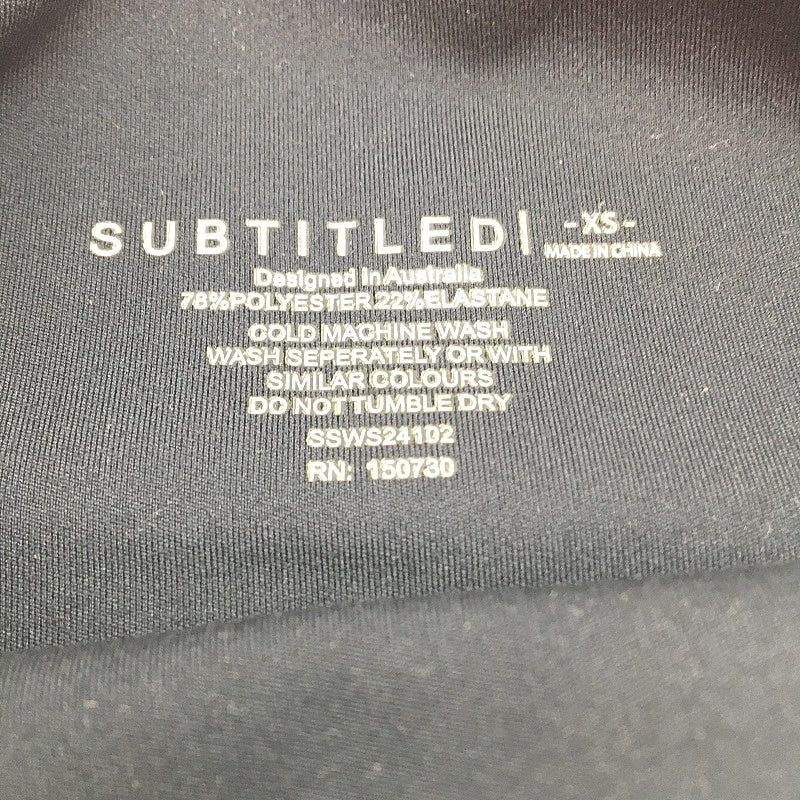 SUBTITLED| -XS-
MADE IN CHINA
Designed In Australia
78%POLYESTER 22%ELASTANE
COLD MACHINE WASH
WASH SEPERATELY OR WITH
SIMILAR COLOURS
DO NOT TUMBLE DRY
SSWS24102
RN: 150730